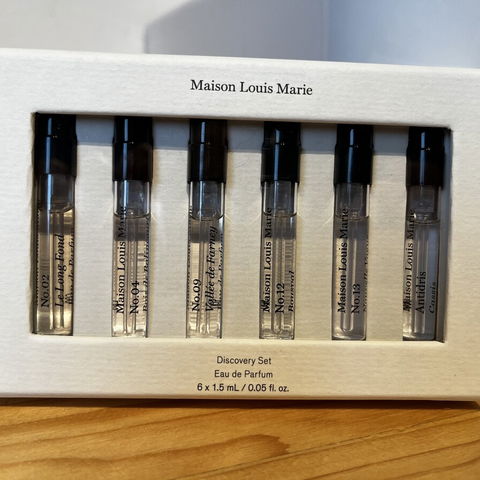 Maison Louis Marie
No.02
Le Long Fond
Maison Louis Marie
No.04
No.09
Vallée de Farney
Maison Louis Marie
No.12
Maison Louis Marie
No.13
Maison Louis Marie
Antidris
Cassis
Discovery Set
Eau de Parfum
6 x 1.5 mL / 0.05 fl. oz.